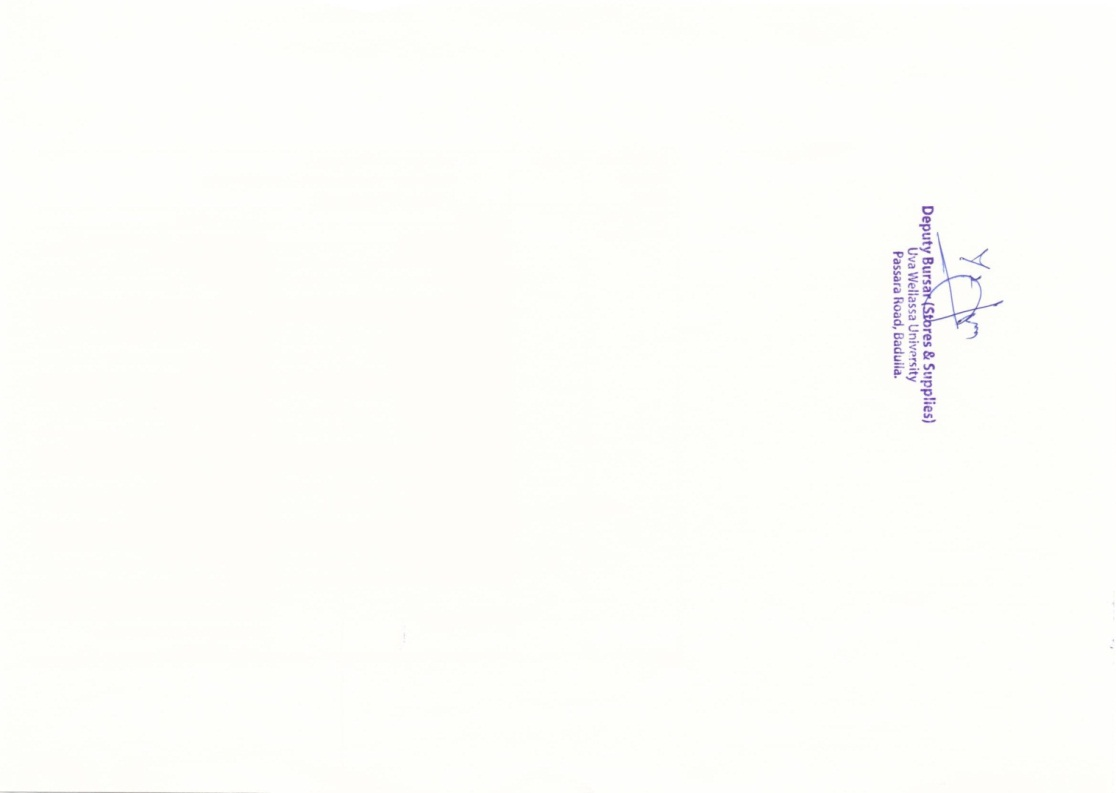 Deputy Bursar (Stores & Supplies)
Uva Wellassa University
Passara Road, Badulla.